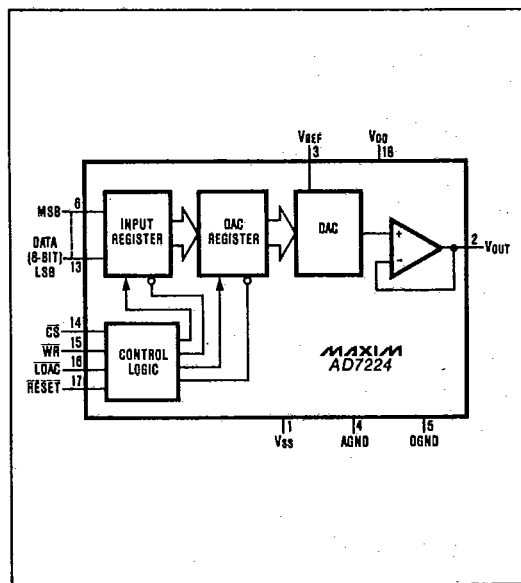 VREF
3
VDD
18
MSB 6
DATA
(8-BIT)
LSB
13
INPUT
REGISTER
DAC
REGISTER
DAC
+
−
2 VOUT
CS 14
WR 15
LDAC 16
RESET 17
CONTROL
LOGIC
MAXIM
AD7224
1
VSS
4
AGND
5
DGND